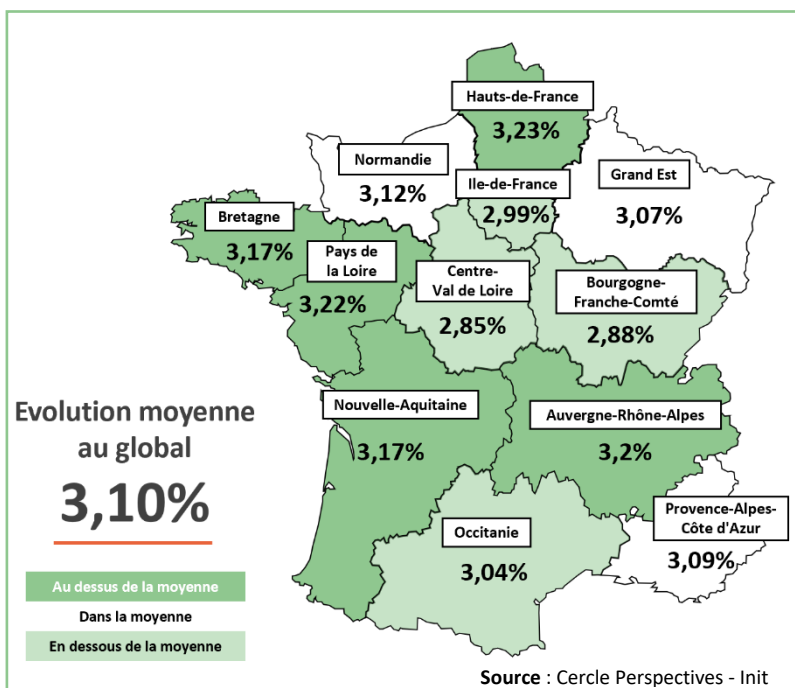 Hauts-de-France
3,23%
Normandie
3,12%
Ile-de-France
2,99%
Grand Est
3,07%
Bretagne
3,17%
Pays de
la Loire
3,22%
Centre-
Val de Loire
2,85%
Bourgogne-
Franche-Comté
2,88%
Nouvelle-Aquitaine
3,17%
Auvergne-Rhône-Alpes
3,2%
Occitanie
3,04%
Provence-Alpes-
Côte d'Azur
3,09%
Evolution moyenne
au global
3,10%
Au dessus de la moyenne
Dans la moyenne
En dessous de la moyenne
Source : Cercle Perspectives - Init